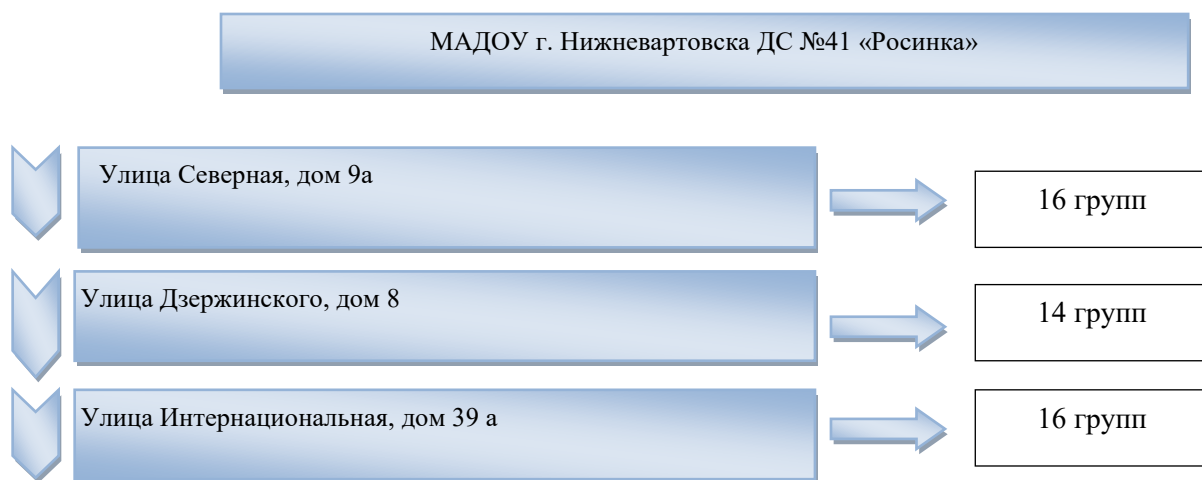 МАДОУ г. Нижневартовска ДС №41 «Росинка»
Улица Северная, дом 9а
16 групп
Улица Дзержинского, дом 8
14 групп
Улица Интернациональная, дом 39 а
16 групп